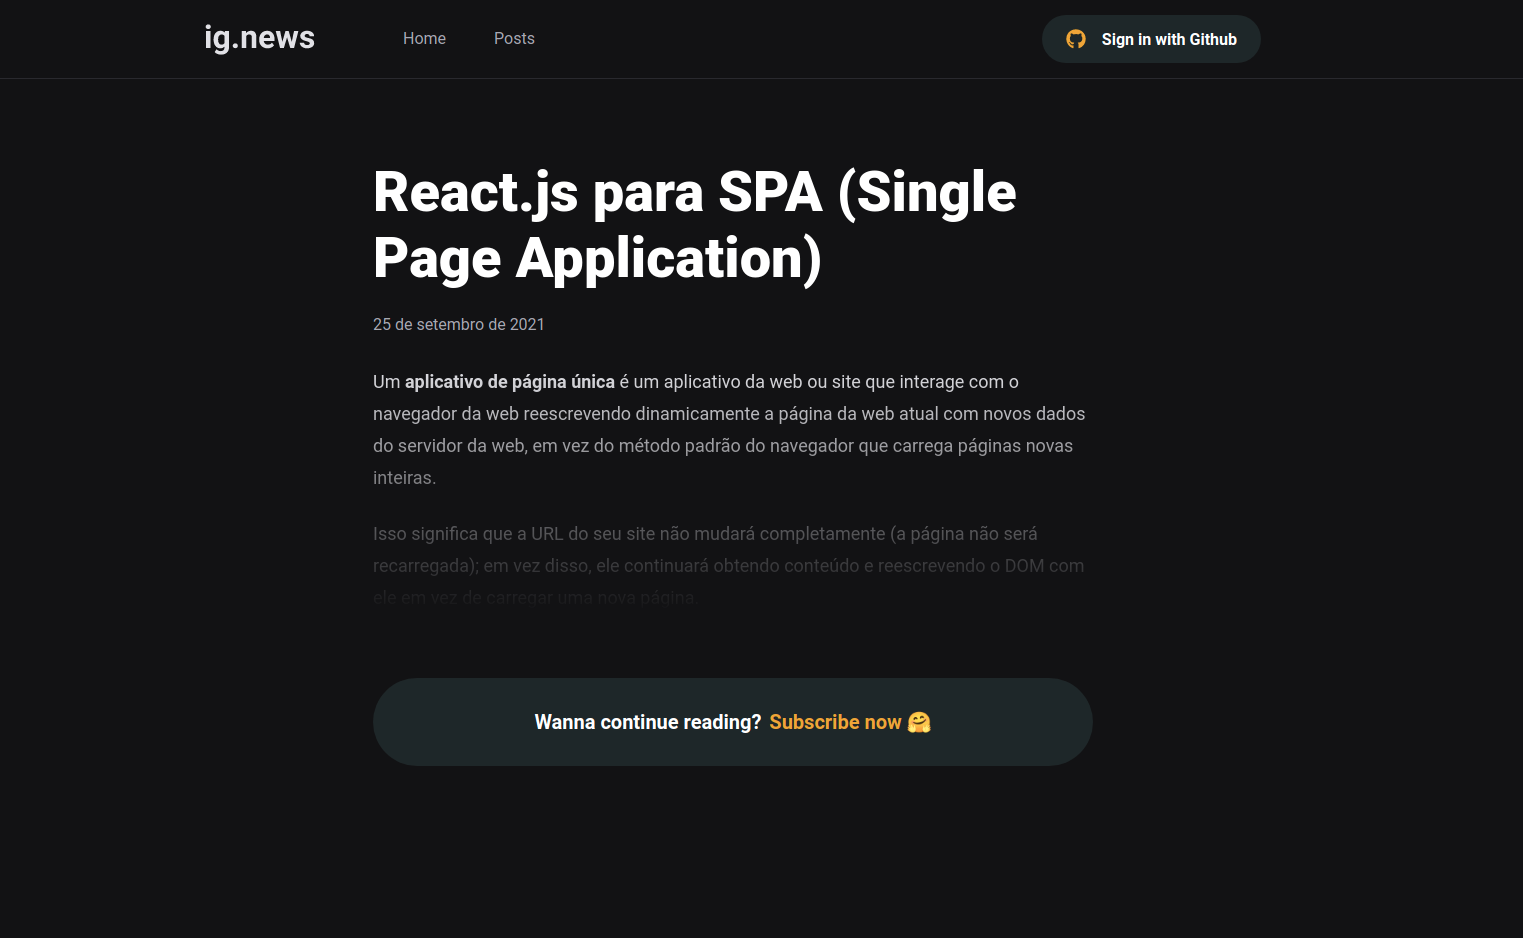 ig.news
Home
Posts
Sign in with Github
React.js para SPA (Single
Page Application)
25 de setembro de 2021
Um aplicativo de página única é um aplicativo da web ou site que interage com o
navegador da web reescrevendo dinamicamente a página da web atual com novos dados
do servidor da web, em vez do método padrão do navegador que carrega páginas novas
inteiras.
Isso significa que a URL do seu site não mudará completamente (a página não será
recarregada); em vez disso, ele continuará obtendo conteúdo e reescrevendo o DOM com
ele em vez de carregar uma nova página.
Wanna continue reading? Subscribe now 🤗